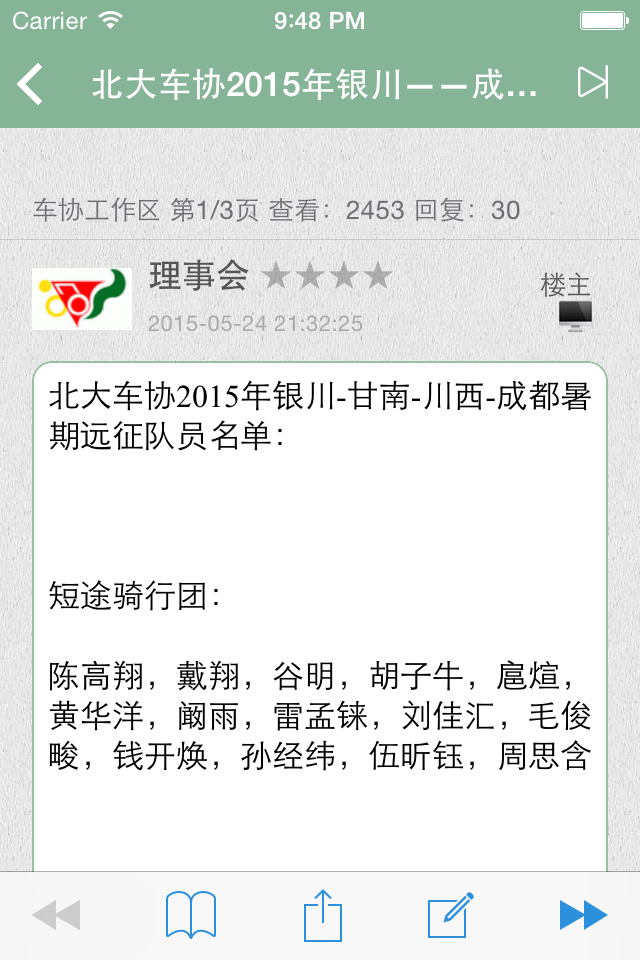 Carrier 9:48 PM
北大车协2015年银川——成...
车协工作区 第1/3页 查看：2453 回复：30
理事会 ★★★★
楼主
2015-05-24 21:32:25
北大车协2015年银川-甘南-川西-成都暑
期远征队员名单：
短途骑行团：
陈高翔，戴翔，谷明，胡子牛，扈煊，
黄华洋，阚雨，雷孟铼，刘佳汇，毛俊
畯，钱开焕，孙经纬，伍昕钰，周思含